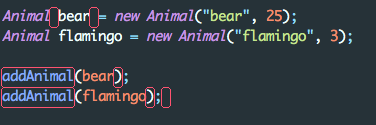 Animal bear = new Animal("bear", 25);
Animal flamingo = new Animal("flamingo", 3);
addAnimal(bear);
addAnimal(flamingo);